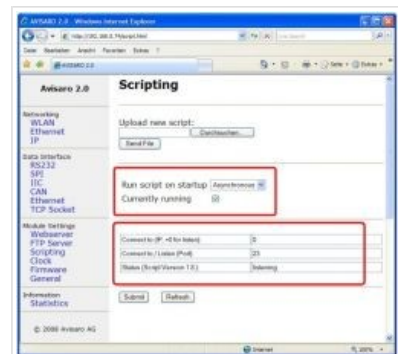 AVISARO 2.0 - Windows Internet Explorer
Datei Bearbeiten Ansicht Favoriten Extras ?
AVISARO 2.0
Avisaro 2.0
Networking
WLAN
Ethernet
IP
Data Interface
RS232
SPI
IIC
CAN
Ethernet
TCP Socket
Module Settings
Webserver
FTP Server
Scripting
Clock
Firmware
General
Information
Statistics
© 2008 Avisaro AG
Scripting
Upload new script:
Durchsuchen...
Send File
Run script on startup Asynchronous
Currently running
Connect to (IP, =0 for listen) 0
Connect to / Listen (Port) 23
Status (Script Version 1.0) listening
Submit Refresh
Internet